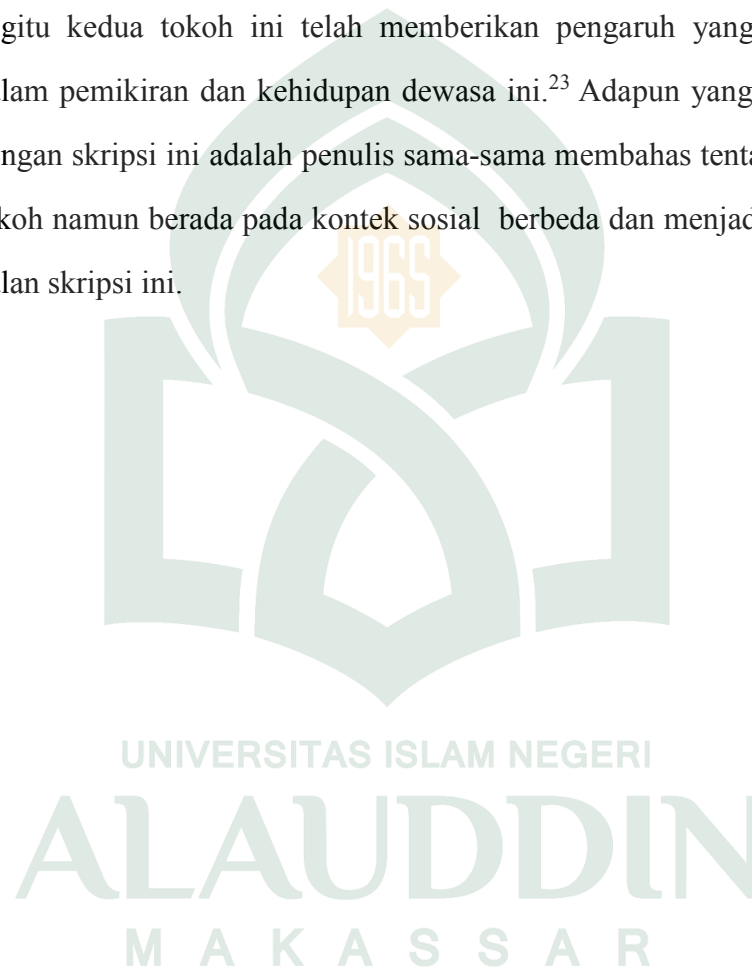 gitu kedua tokoh ini telah memberikan pengaruh yang
lam pemikiran dan kehidupan dewasa ini.23 Adapun yang
ngan skripsi ini adalah penulis sama-sama membahas tenta
koh namun berada pada kontek sosial berbeda dan menjad
lan skripsi ini.
1965
UNIVERSITAS ISLAM NEGERI
ALAUDDIN
MAKASSAR